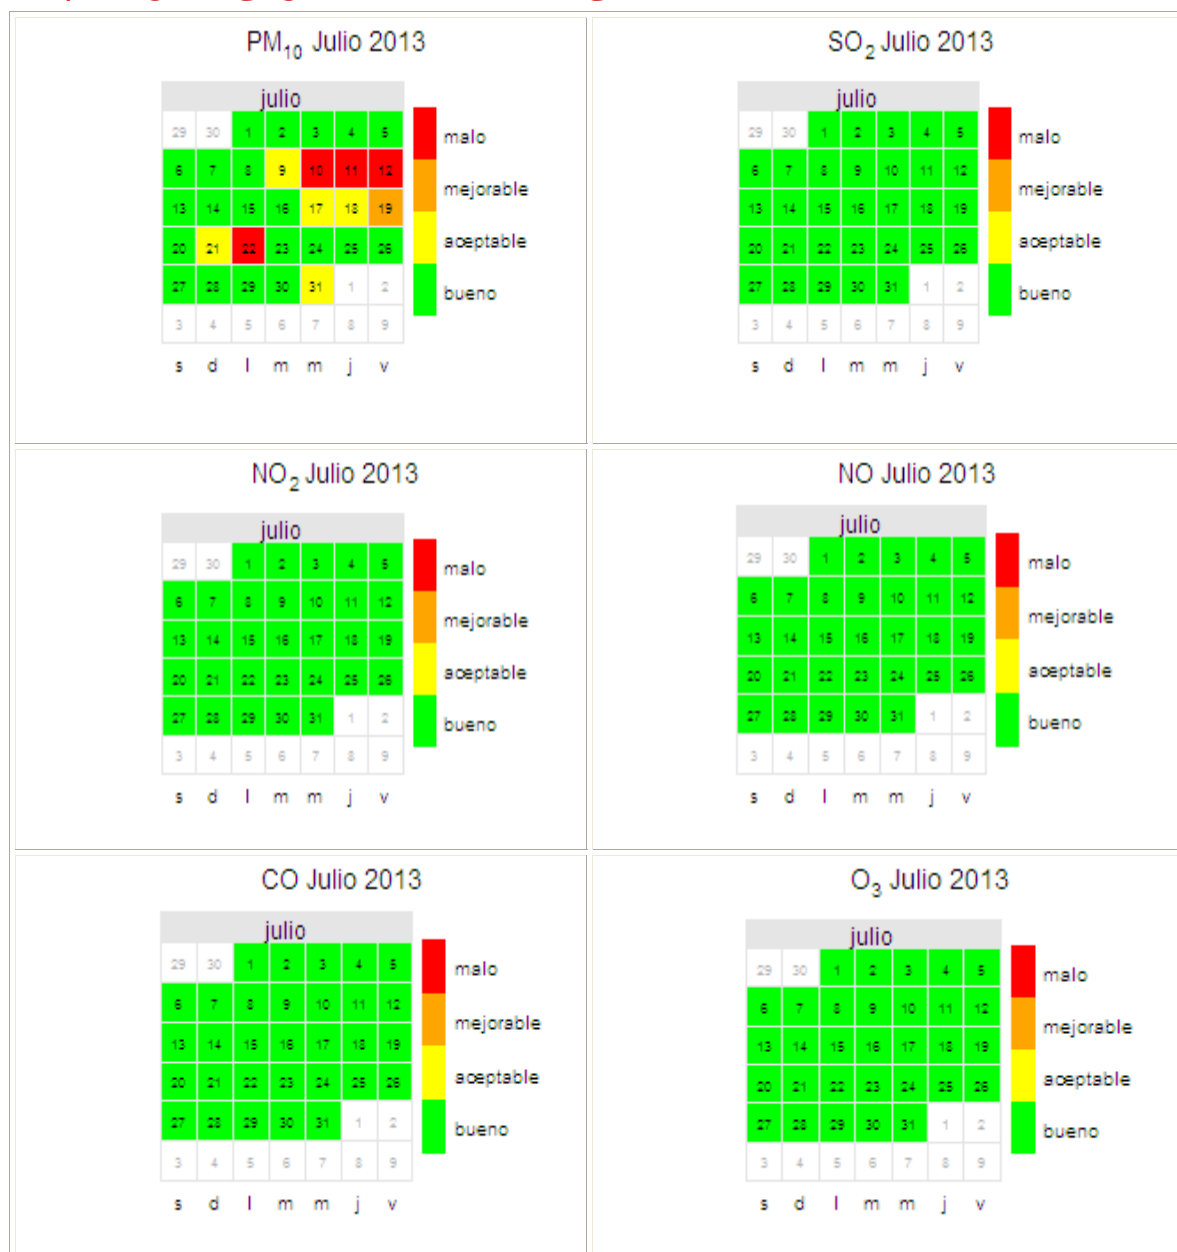 PM10 Julio 2013
julio
29 30 1 2 3 4 5
6 7 8 9 10 11 12
13 14 15 16 17 18 19
20 21 22 23 24 25 26
27 28 29 30 31 1 2
3 4 5 6 7 8 9
s d l m m j v
malo
mejorable
aceptable
bueno
SO2 Julio 2013
julio
29 30 1 2 3 4 5
6 7 8 9 10 11 12
13 14 15 16 17 18 19
20 21 22 23 24 25 26
27 28 29 30 31 1 2
3 4 5 6 7 8 9
s d l m m j v
malo
mejorable
aceptable
bueno
NO2 Julio 2013
julio
29 30 1 2 3 4 5
6 7 8 9 10 11 12
13 14 15 16 17 18 19
20 21 22 23 24 25 26
27 28 29 30 31 1 2
3 4 5 6 7 8 9
s d l m m j v
malo
mejorable
aceptable
bueno
NO Julio 2013
julio
29 30 1 2 3 4 5
6 7 8 9 10 11 12
13 14 15 16 17 18 19
20 21 22 23 24 25 26
27 28 29 30 31 1 2
3 4 5 6 7 8 9
s d l m m j v
malo
mejorable
aceptable
bueno
CO Julio 2013
julio
29 30 1 2 3 4 5
6 7 8 9 10 11 12
13 14 15 16 17 18 19
20 21 22 23 24 25 26
27 28 29 30 31 1 2
3 4 5 6 7 8 9
s d l m m j v
malo
mejorable
aceptable
bueno
O3 Julio 2013
julio
29 30 1 2 3 4 5
6 7 8 9 10 11 12
13 14 15 16 17 18 19
20 21 22 23 24 25 26
27 28 29 30 31 1 2
3 4 5 6 7 8 9
s d l m m j v
malo
mejorable
aceptable
bueno